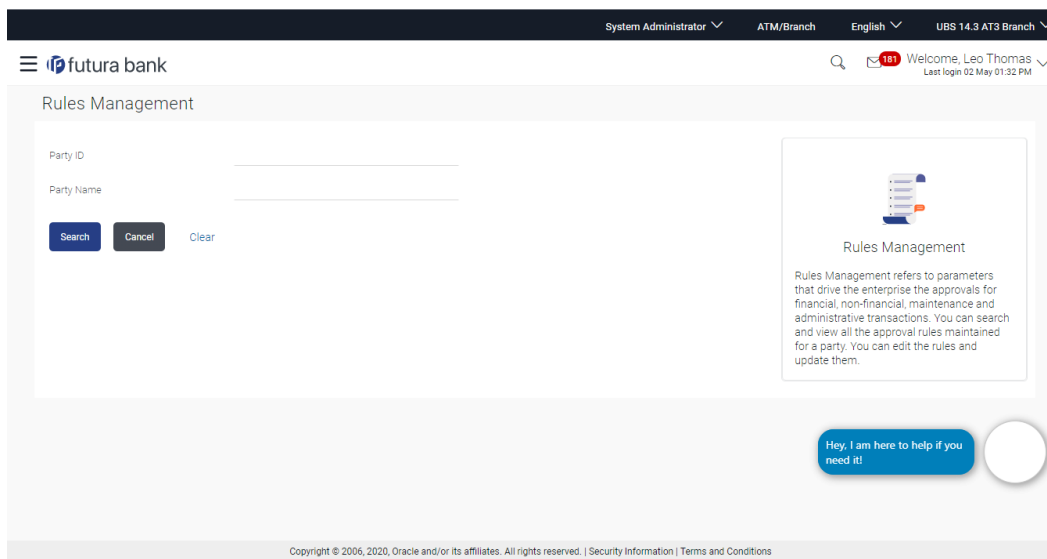 System Administrator ATM/Branch English UBS 14.3 AT3 Branch
futura bank
181 Welcome, Leo Thomas
Last login 02 May 01:32 PM
Rules Management
Party ID
Party Name
Search Cancel Clear
Rules Management
Rules Management refers to parameters
that drive the enterprise the approvals for
financial, non-financial, maintenance and
administrative transactions. You can search
and view all the approval rules maintained
for a party. You can edit the rules and
update them.
Hey, I am here to help if you
need it!
Copyright © 2006, 2020, Oracle and/or its affiliates. All rights reserved. | Security Information | Terms and Conditions